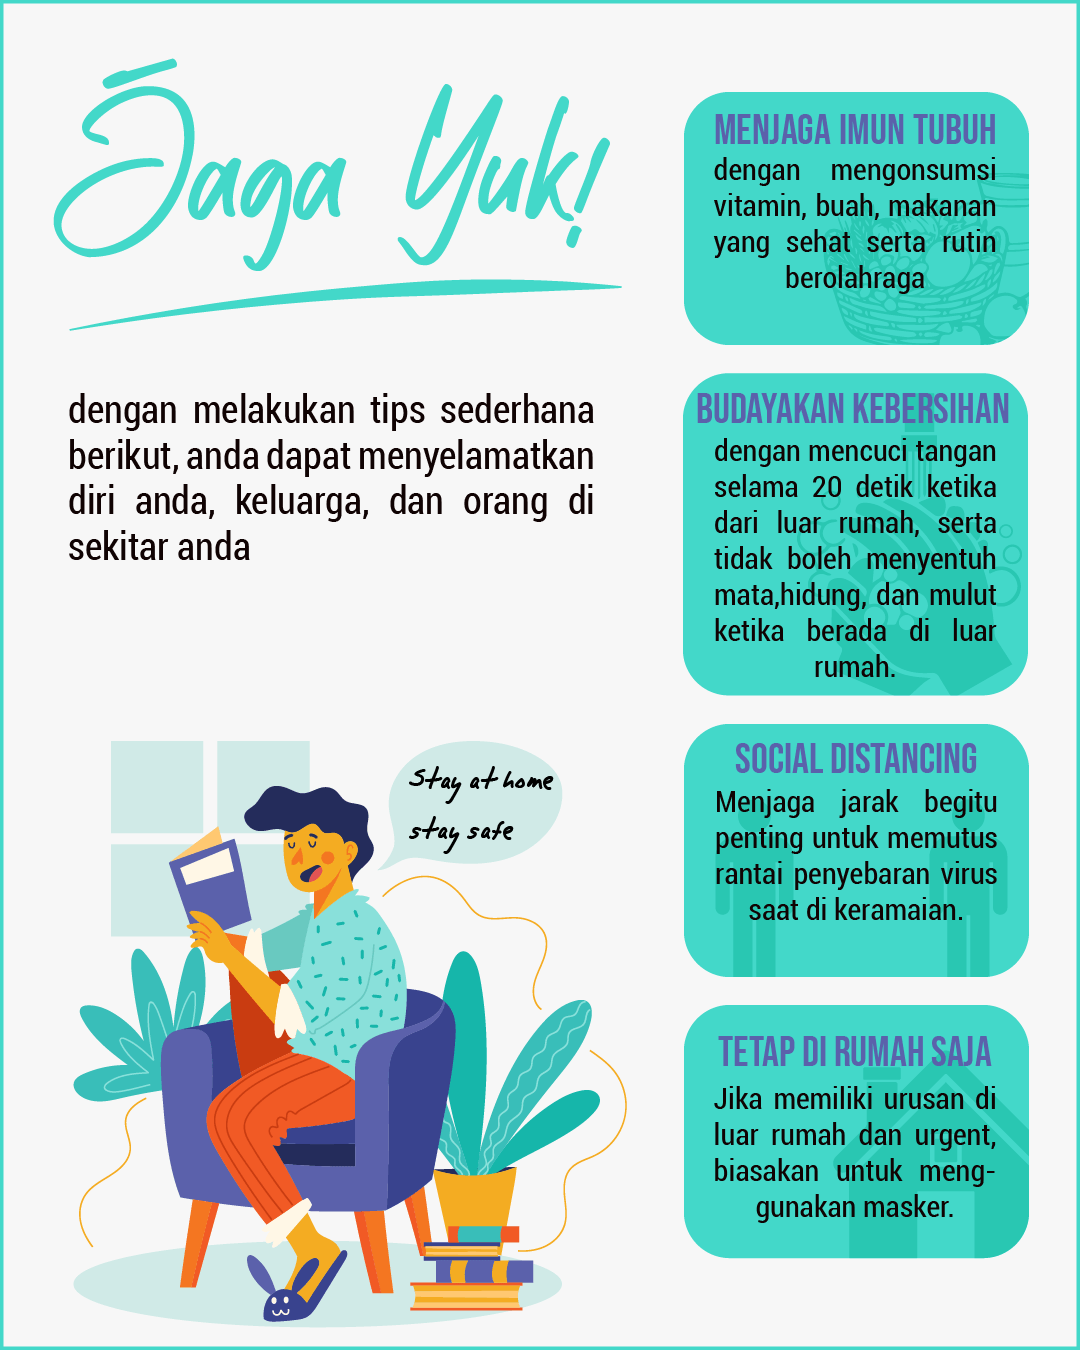 Jaga Yuk!
dengan melakukan tips sederhana
berikut, anda dapat menyelamatkan
diri anda, keluarga, dan orang di
sekitar anda
Stay at home
stay safe
MENJAGA IMUN TUBUH
dengan mengonsumsi
vitamin, buah, makanan
yang sehat serta rutin
berolahraga
BUDAYAKAN KEBERSIHAN
dengan mencuci tangan
selama 20 detik ketika
dari luar rumah, serta
tidak boleh menyentuh
mata,hidung, dan mulut
ketika berada di luar
rumah.
SOCIAL DISTANCING
Menjaga jarak begitu
penting untuk memutus
rantai penyebaran virus
saat di keramaian.
TETAP DI RUMAH SAJA
Jika memiliki urusan di
luar rumah dan urgent,
biasakan untuk meng-
gunakan masker.